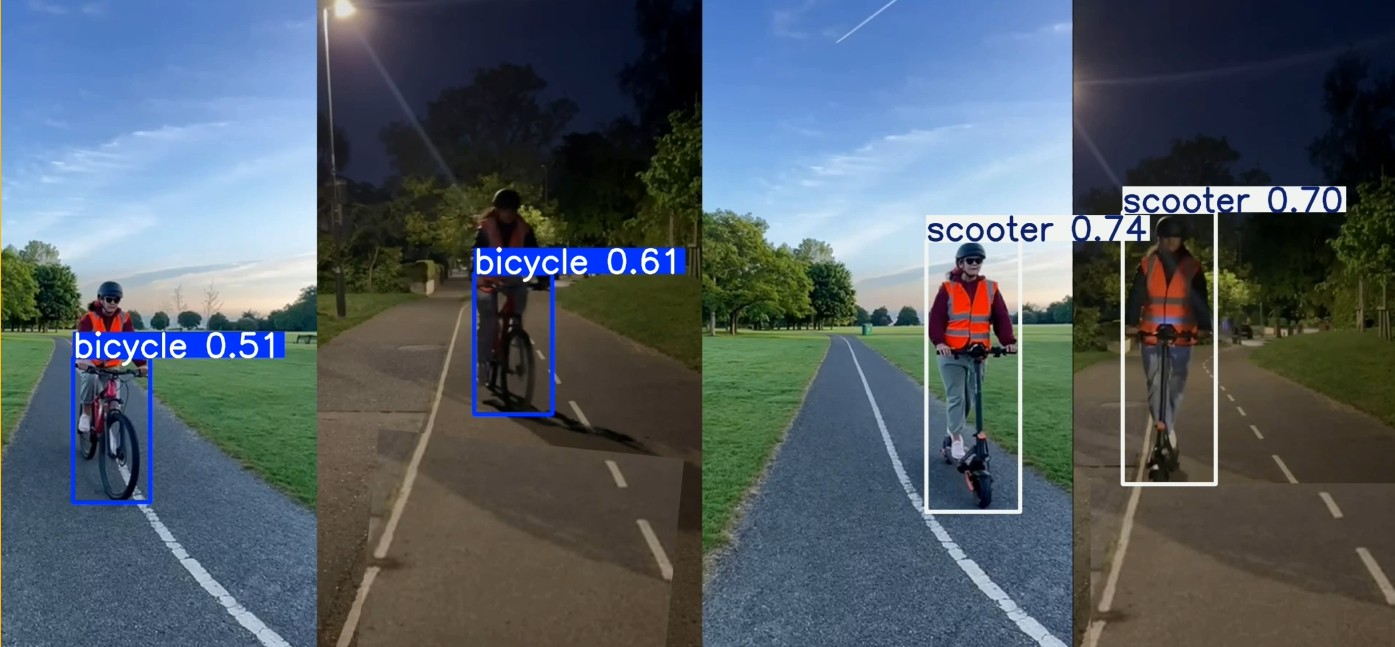 bicycle 0.51
bicycle 0.61
scooter 0.74
scooter 0.70